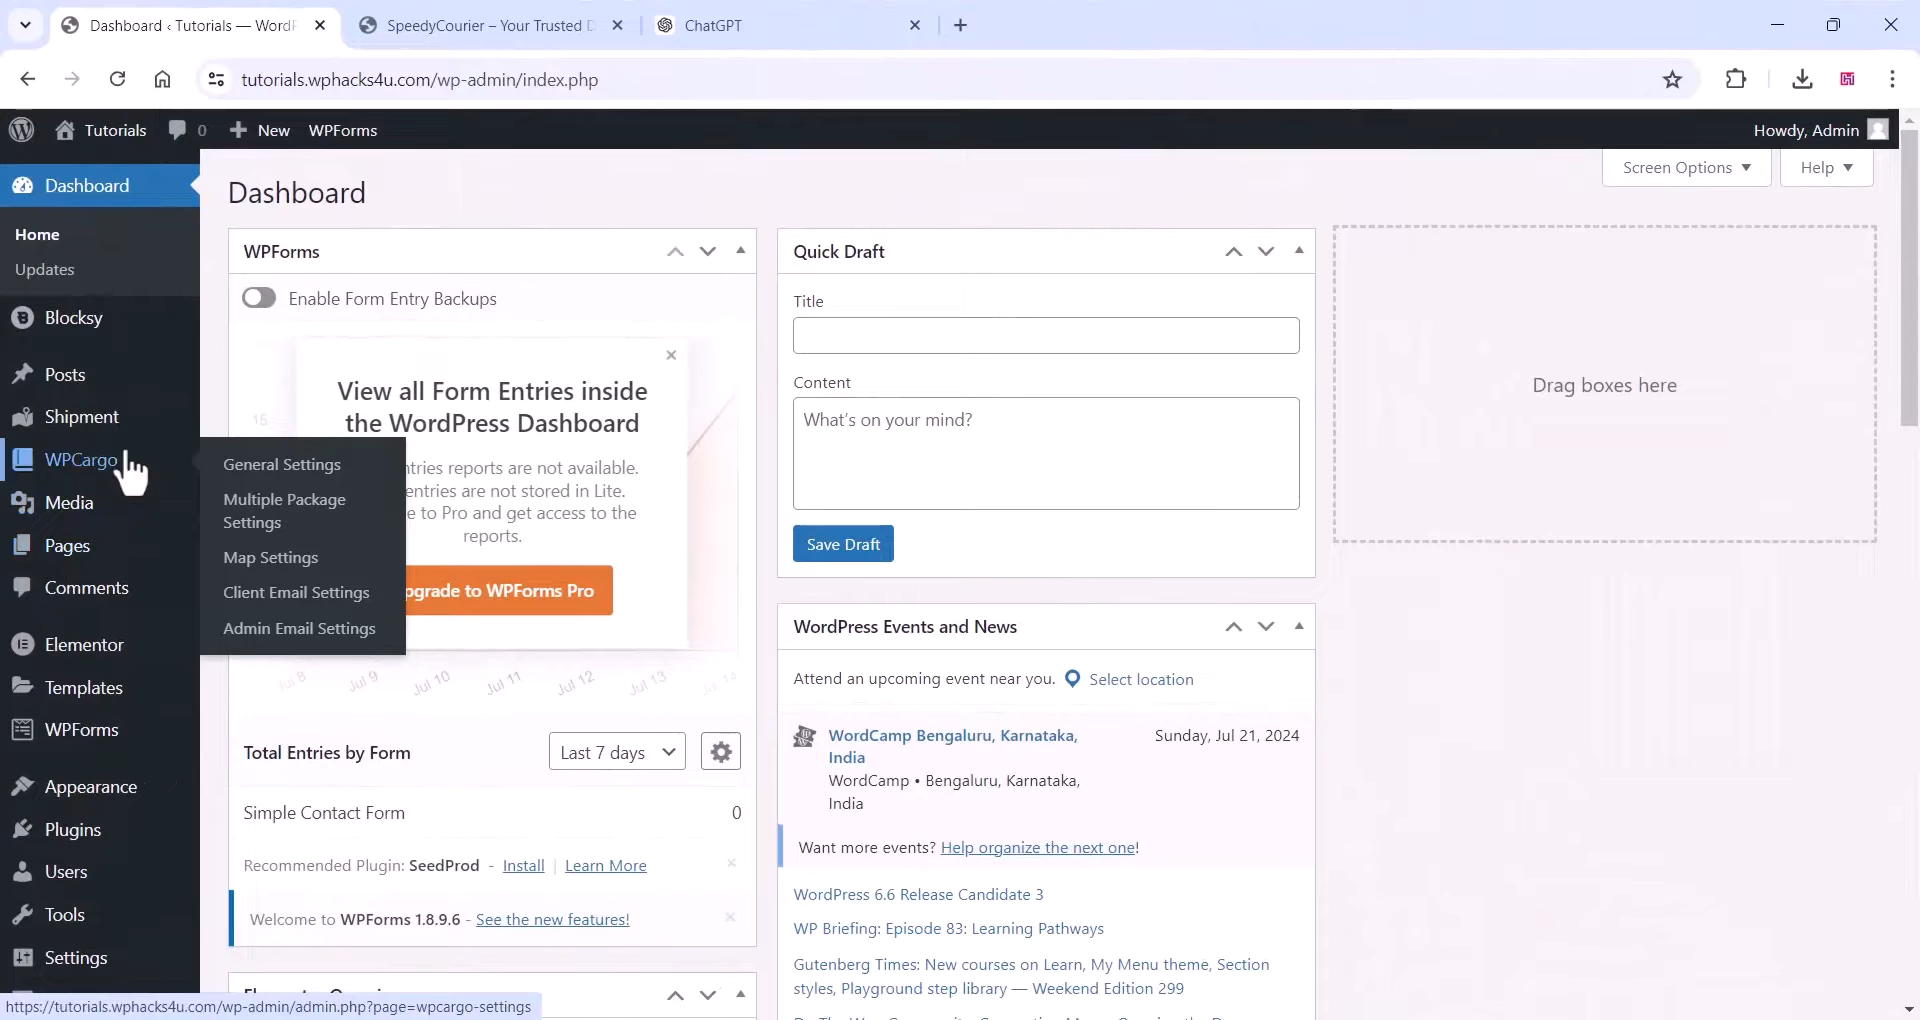 Dashboard ‹ Tutorials — WordP
SpeedyCourier – Your Trusted D
ChatGPT
tutorials.wphacks4u.com/wp-admin/index.php
Tutorials
0
New
WPForms
Howdy, Admin
Screen Options
Help
Dashboard
Home
Updates
Blocksy
Posts
Shipment
WPCargo
Media
Pages
Comments
Elementor
Templates
WPForms
Appearance
Plugins
Users
Tools
Settings
General Settings
Multiple Package
Settings
Map Settings
Client Email Settings
Admin Email Settings
Dashboard
WPForms
Enable Form Entry Backups
15
View all Form Entries inside
the WordPress Dashboard
ntries reports are not available.
entries are not stored in Lite.
e to Pro and get access to the
reports.
pgrade to WPForms Pro
Jul 8
Jul 9
Jul 10
Jul 11
Jul 12
Jul 13
Jul 14
Total Entries by Form
Last 7 days
Simple Contact Form
0
Recommended Plugin: SeedProd - Install | Learn More
Welcome to WPForms 1.8.9.6 - See the new features!
Quick Draft
Title
Content
What's on your mind?
Save Draft
WordPress Events and News
Attend an upcoming event near you.
Select location
WordCamp Bengaluru, Karnataka,
India
Sunday, Jul 21, 2024
WordCamp • Bengaluru, Karnataka,
India
Want more events? Help organize the next one!
WordPress 6.6 Release Candidate 3
WP Briefing: Episode 83: Learning Pathways
Gutenberg Times: New courses on Learn, My Menu theme, Section
styles, Playground step library — Weekend Edition 299
Drag boxes here
https://tutorials.wphacks4u.com/wp-admin/admin.php?page=wpcargo-settings